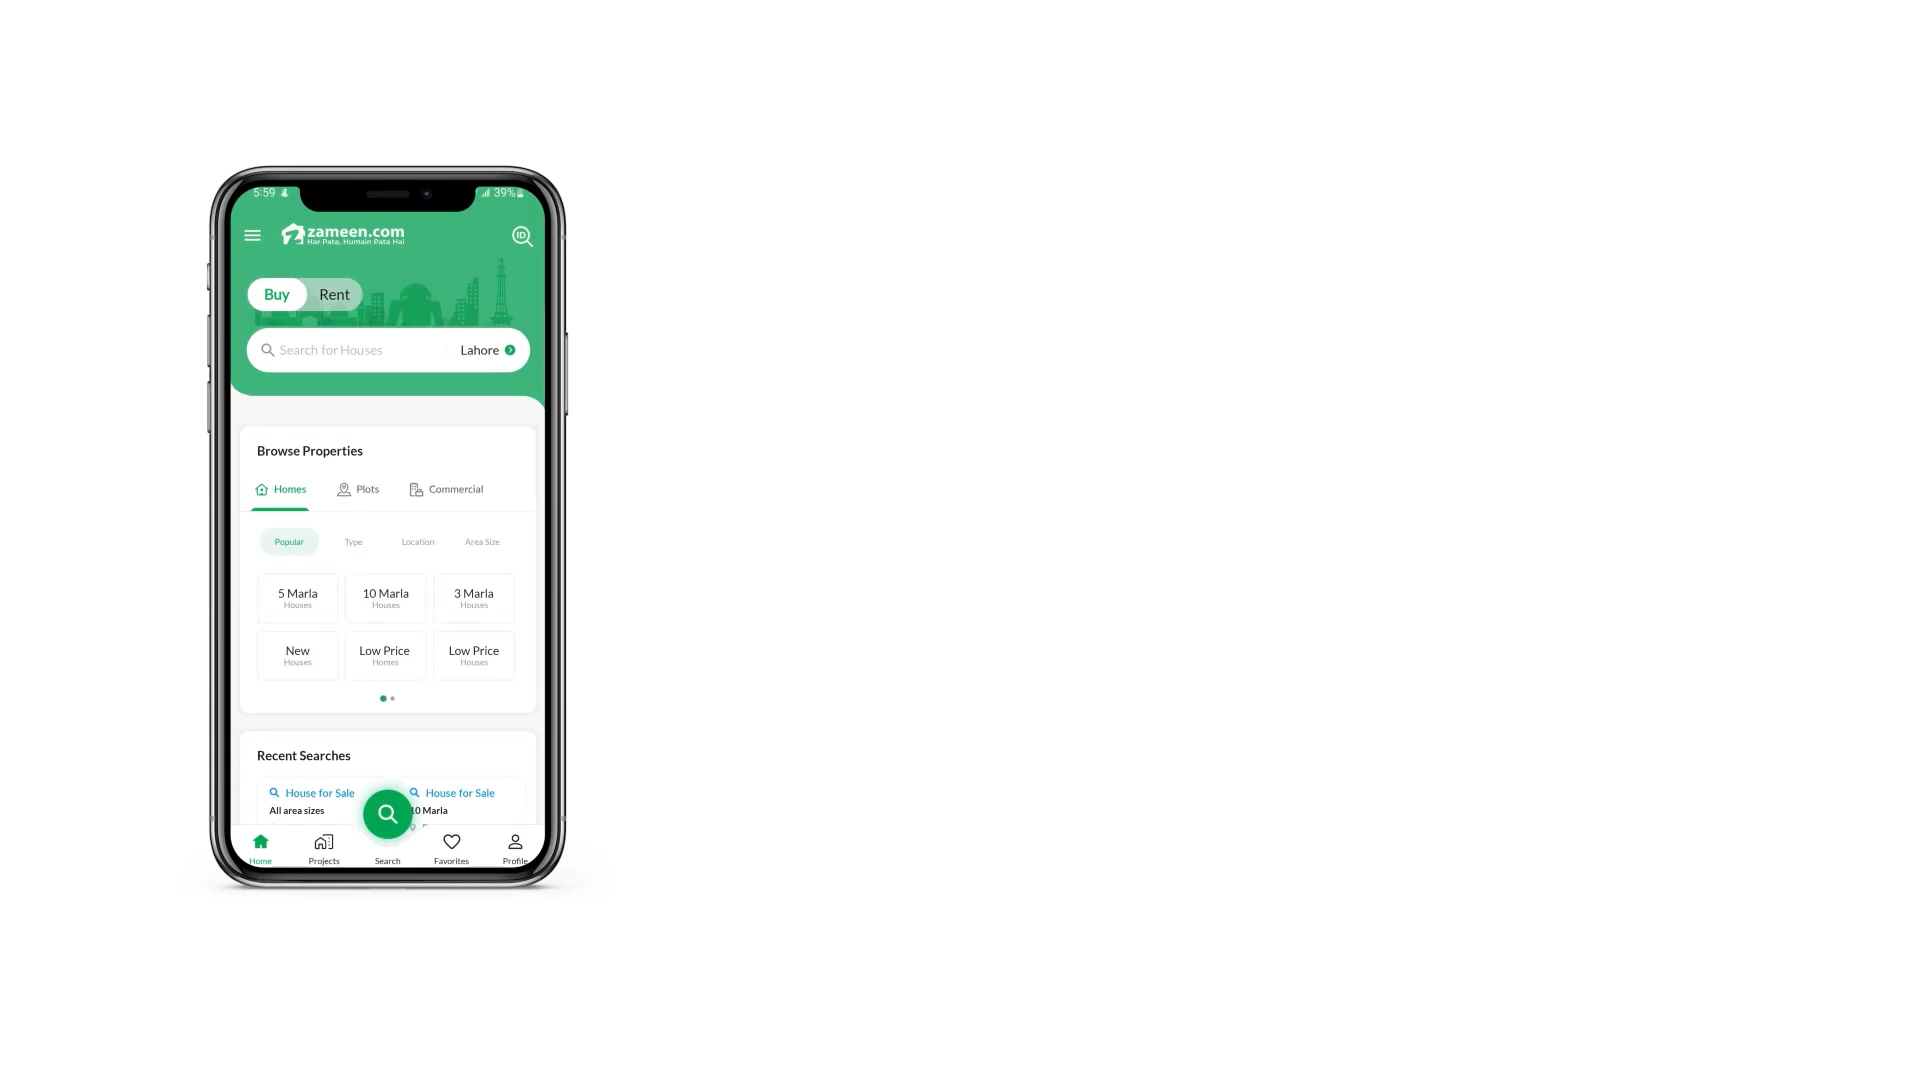 5:59
39%
zameen.com
Har Pata, Humain Pata Hai
ID
Buy Rent
Search for Houses Lahore
Browse Properties
Homes Plots Commercial
Popular Type Location Area Size
5 Marla 10 Marla 3 Marla
Houses Houses Houses
New Low Price Low Price
Houses Homes Houses
Recent Searches
House for Sale House for Sale
All area sizes 10 Marla
Home Projects Search Favorites Profile